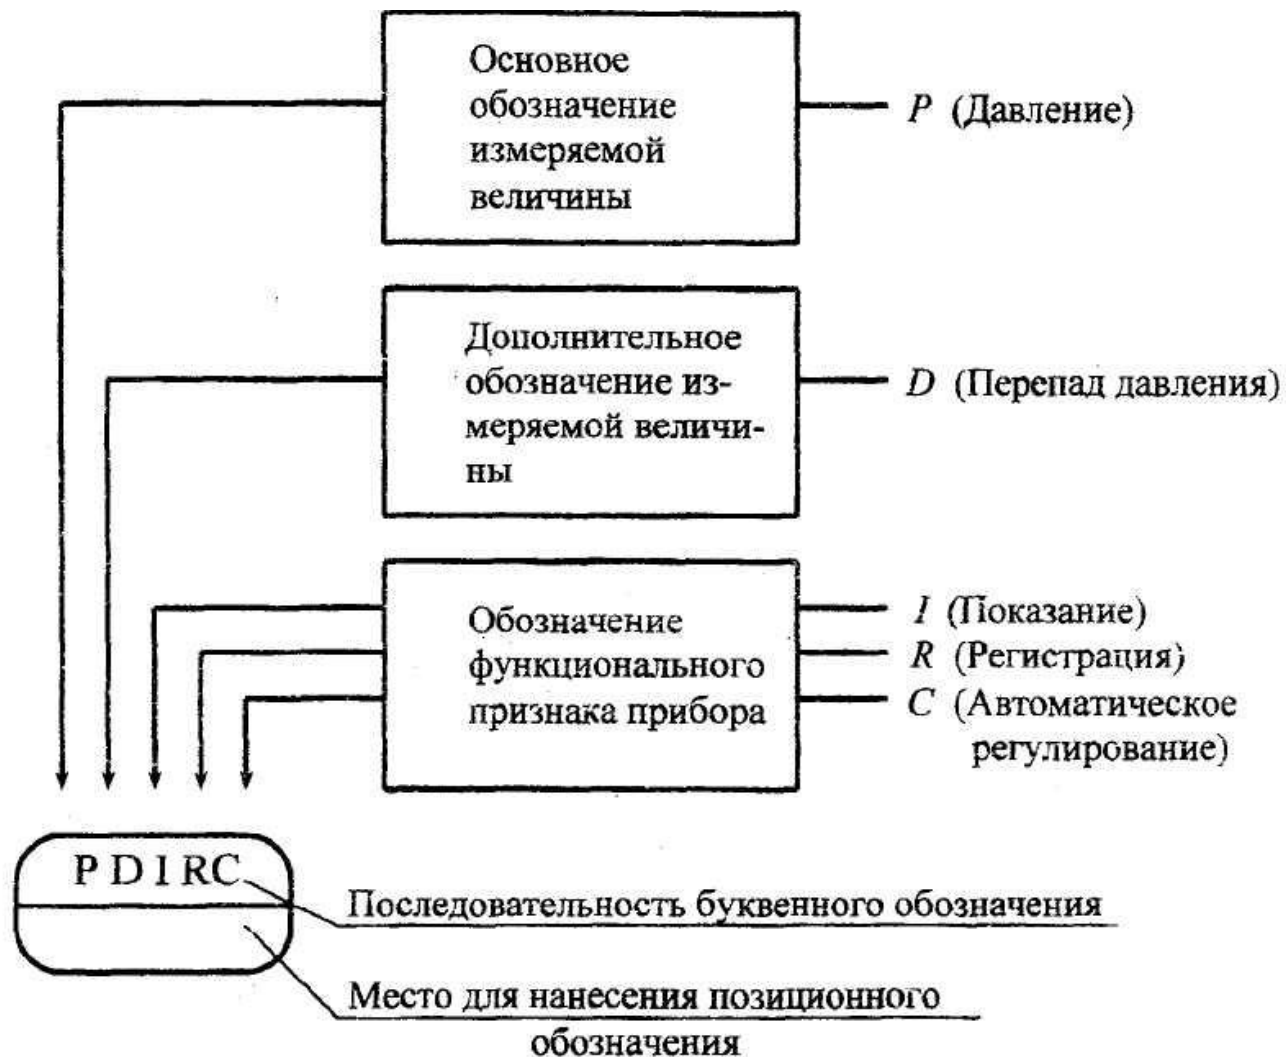 Основное
обозначение
измеряемой
величины
P (Давление)
Дополнительное
обозначение из-
меряемой величи-
ны
D (Перепад давления)
Обозначение
функционального
признака прибора
I (Показание)
R (Регистрация)
C (Автоматическое
регулирование)
P D I R C
Последовательность буквенного обозначения
Место для нанесения позиционного
обозначения